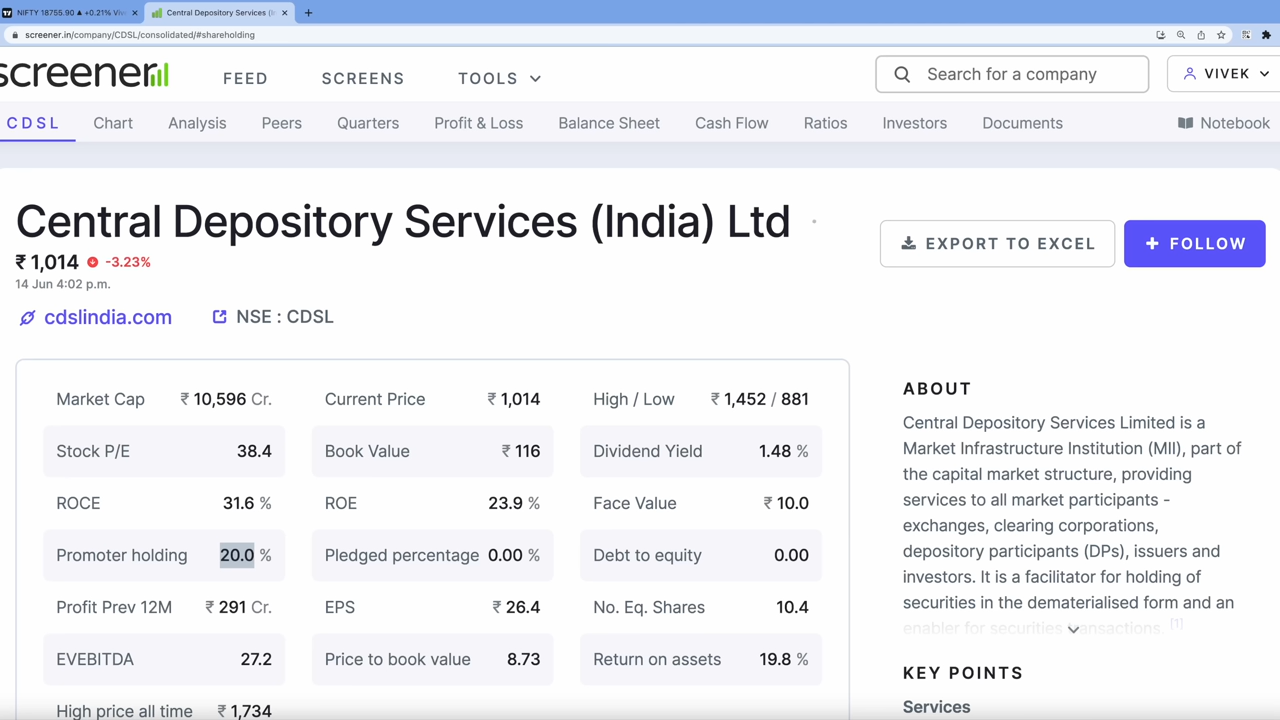 NIFTY 18755.90 ▲ +0.21%
Central Depository Services
screener.in/company/CDSL/consolidated/#shareholding
screener
FEED
SCREENS
TOOLS
Search for a company
VIVEK
CDSL
Chart
Analysis
Peers
Quarters
Profit & Loss
Balance Sheet
Cash Flow
Ratios
Investors
Documents
Notebook
Central Depository Services (India) Ltd
EXPORT TO EXCEL
+ FOLLOW
₹ 1,014 -3.23%
14 Jun 4:02 p.m.
cdslindia.com
NSE : CDSL
Market Cap ₹ 10,596 Cr.
Current Price ₹ 1,014
High / Low ₹ 1,452 / 881
Stock P/E 38.4
Book Value ₹ 116
Dividend Yield 1.48 %
ROCE 31.6 %
ROE 23.9 %
Face Value ₹ 10.0
Promoter holding 20.0 %
Pledged percentage 0.00 %
Debt to equity 0.00
Profit Prev 12M ₹ 291 Cr.
EPS ₹ 26.4
No. Eq. Shares 10.4
EVEBITDA 27.2
Price to book value 8.73
Return on assets 19.8 %
High price all time ₹ 1,734
ABOUT
Central Depository Services Limited is a
Market Infrastructure Institution (MII), part of
the capital market structure, providing
services to all market participants -
exchanges, clearing corporations,
depository participants (DPs), issuers and
investors. It is a facilitator for holding of
securities in the dematerialised form and an
enabler for securities transactions. [1]
KEY POINTS
Services